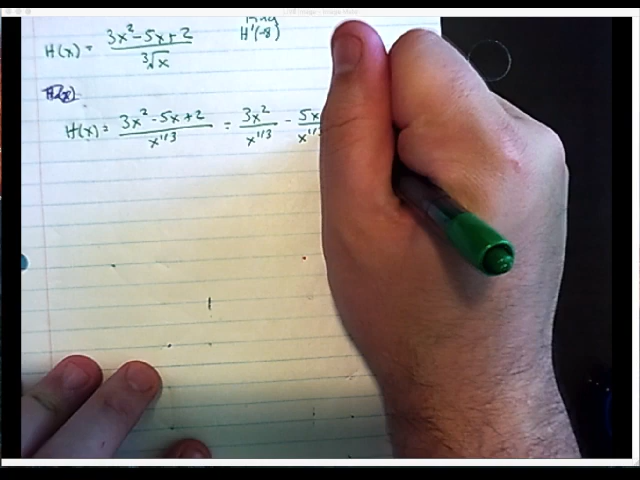 H(x) = (3x² - 5x + 2)/∛x
H'(-8)
H(x) = (3x² - 5x + 2)/x^(1/3) = 3x²/x^(1/3) - 5x/x^(1/3)